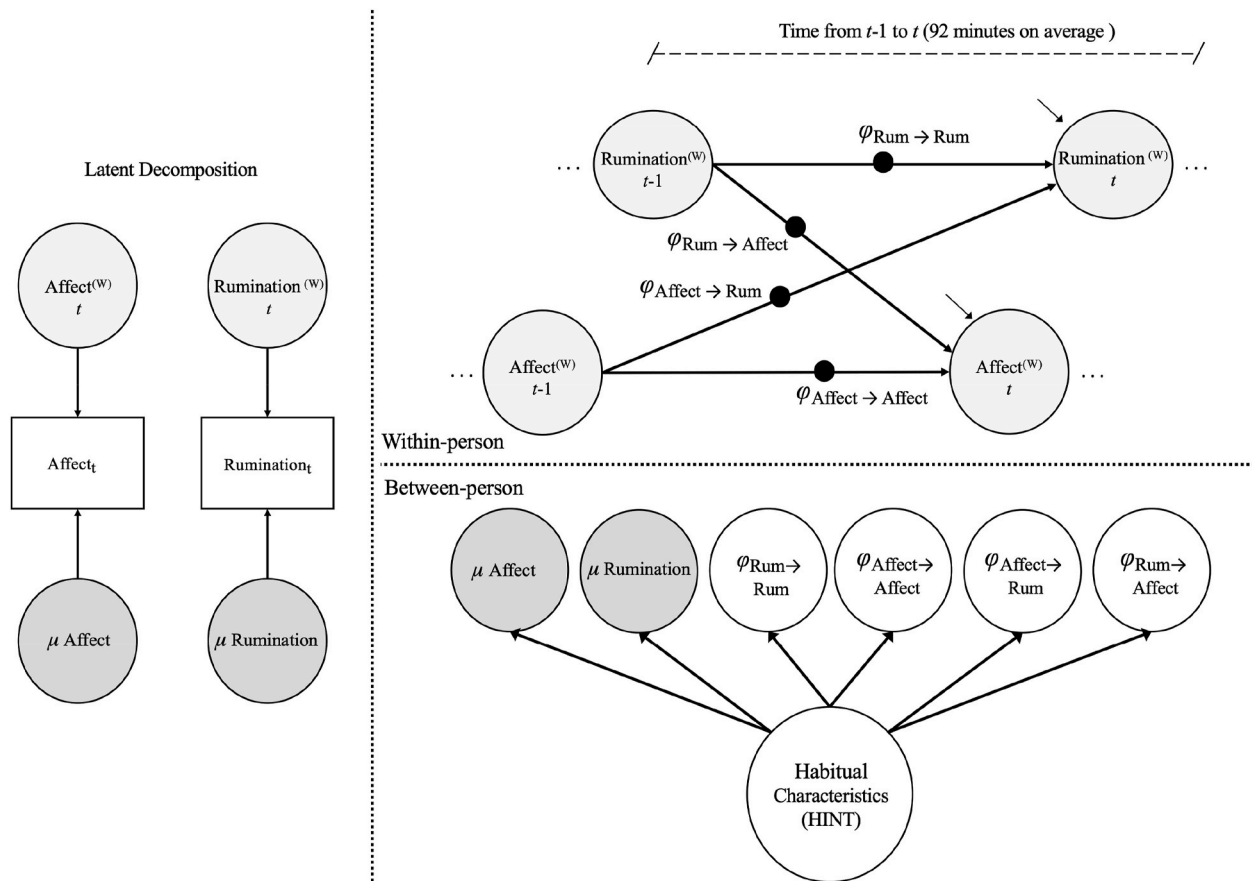 Latent Decomposition
Affect(W)
t
Rumination (W)
t
Affectt
Ruminationt
μ Affect
μ Rumination
Time from t-1 to t (92 minutes on average )
φRum → Rum
. . .
Rumination(W)
t-1
Rumination (W)
t
. . .
φRum → Affect
φAffect → Rum
. . .
Affect(W)
t-1
Affect(W)
t
. . .
φAffect → Affect
Within-person
Between-person
μ Affect
μ Rumination
φRum→
Rum
φAffect→
Affect
φAffect→
Rum
φRum→
Affect
Habitual
Characteristics
(HINT)